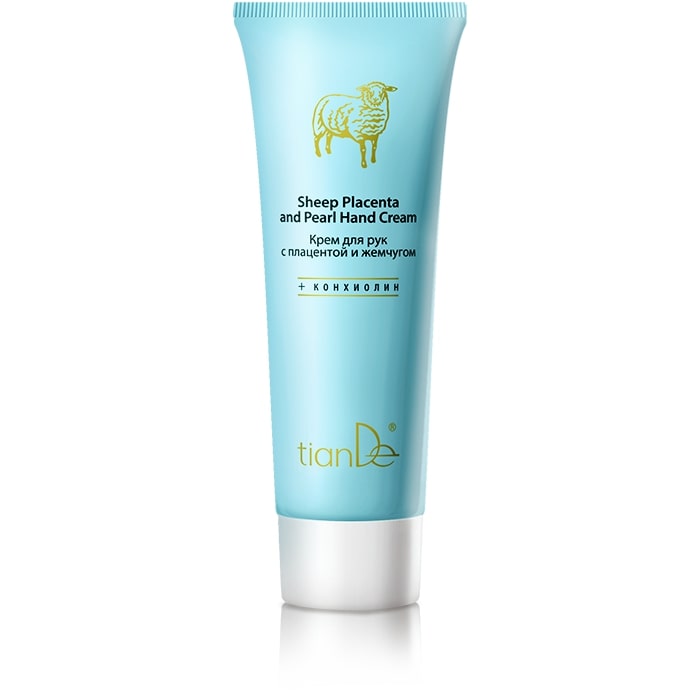 Sheep Placenta
and Pearl Hand Cream
Крем для рук
с плацентой и жемчугом
+ КОНХИОЛИН
tianDe®